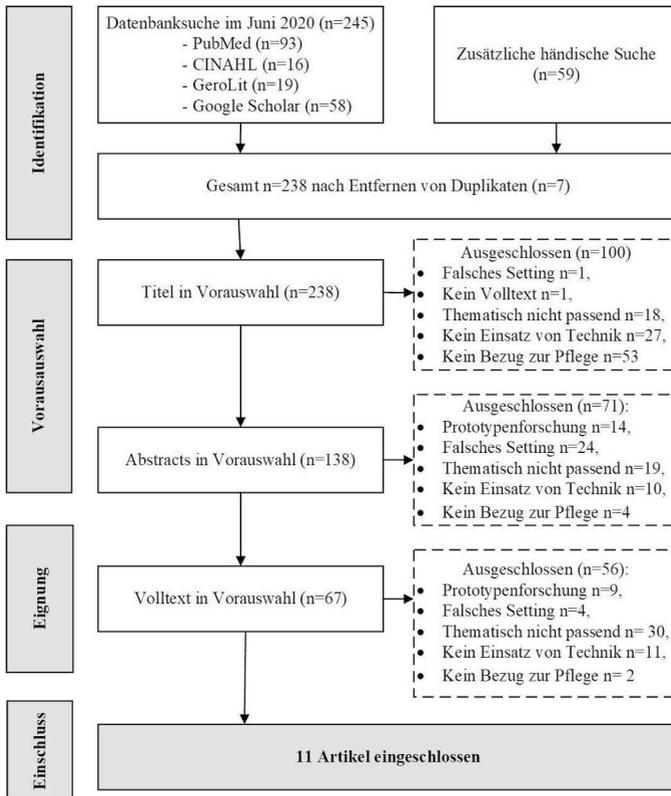 Identifikation
Datenbanksuche im Juni 2020 (n=245)
- PubMed (n=93)
- CINAHL (n=16)
- GeroLit (n=19)
- Google Scholar (n=58)
Zusätzliche händische Suche
(n=59)
Gesamt n=238 nach Entfernen von Duplikaten (n=7)
Vorausauswahl
Titel in Vorauswahl (n=238)
Ausgeschlossen (n=100)
• Falsches Setting n=1,
• Kein Volltext n=1,
• Thematisch nicht passend n=18,
• Kein Einsatz von Technik n=27,
• Kein Bezug zur Pflege n=53
Abstracts in Vorauswahl (n=138)
Ausgeschlossen (n=71):
• Prototypenforschung n=14,
• Falsches Setting n=24,
• Thematisch nicht passend n=19,
• Kein Einsatz von Technik n=10,
• Kein Bezug zur Pflege n=4
Eignung
Volltext in Vorauswahl (n=67)
Ausgeschlossen (n=56):
• Prototypenforschung n=9,
• Falsches Setting n=4,
• Thematisch nicht passend n= 30,
• Kein Einsatz von Technik n=11,
• Kein Bezug zur Pflege n= 2
Einschluss
11 Artikel eingeschlossen